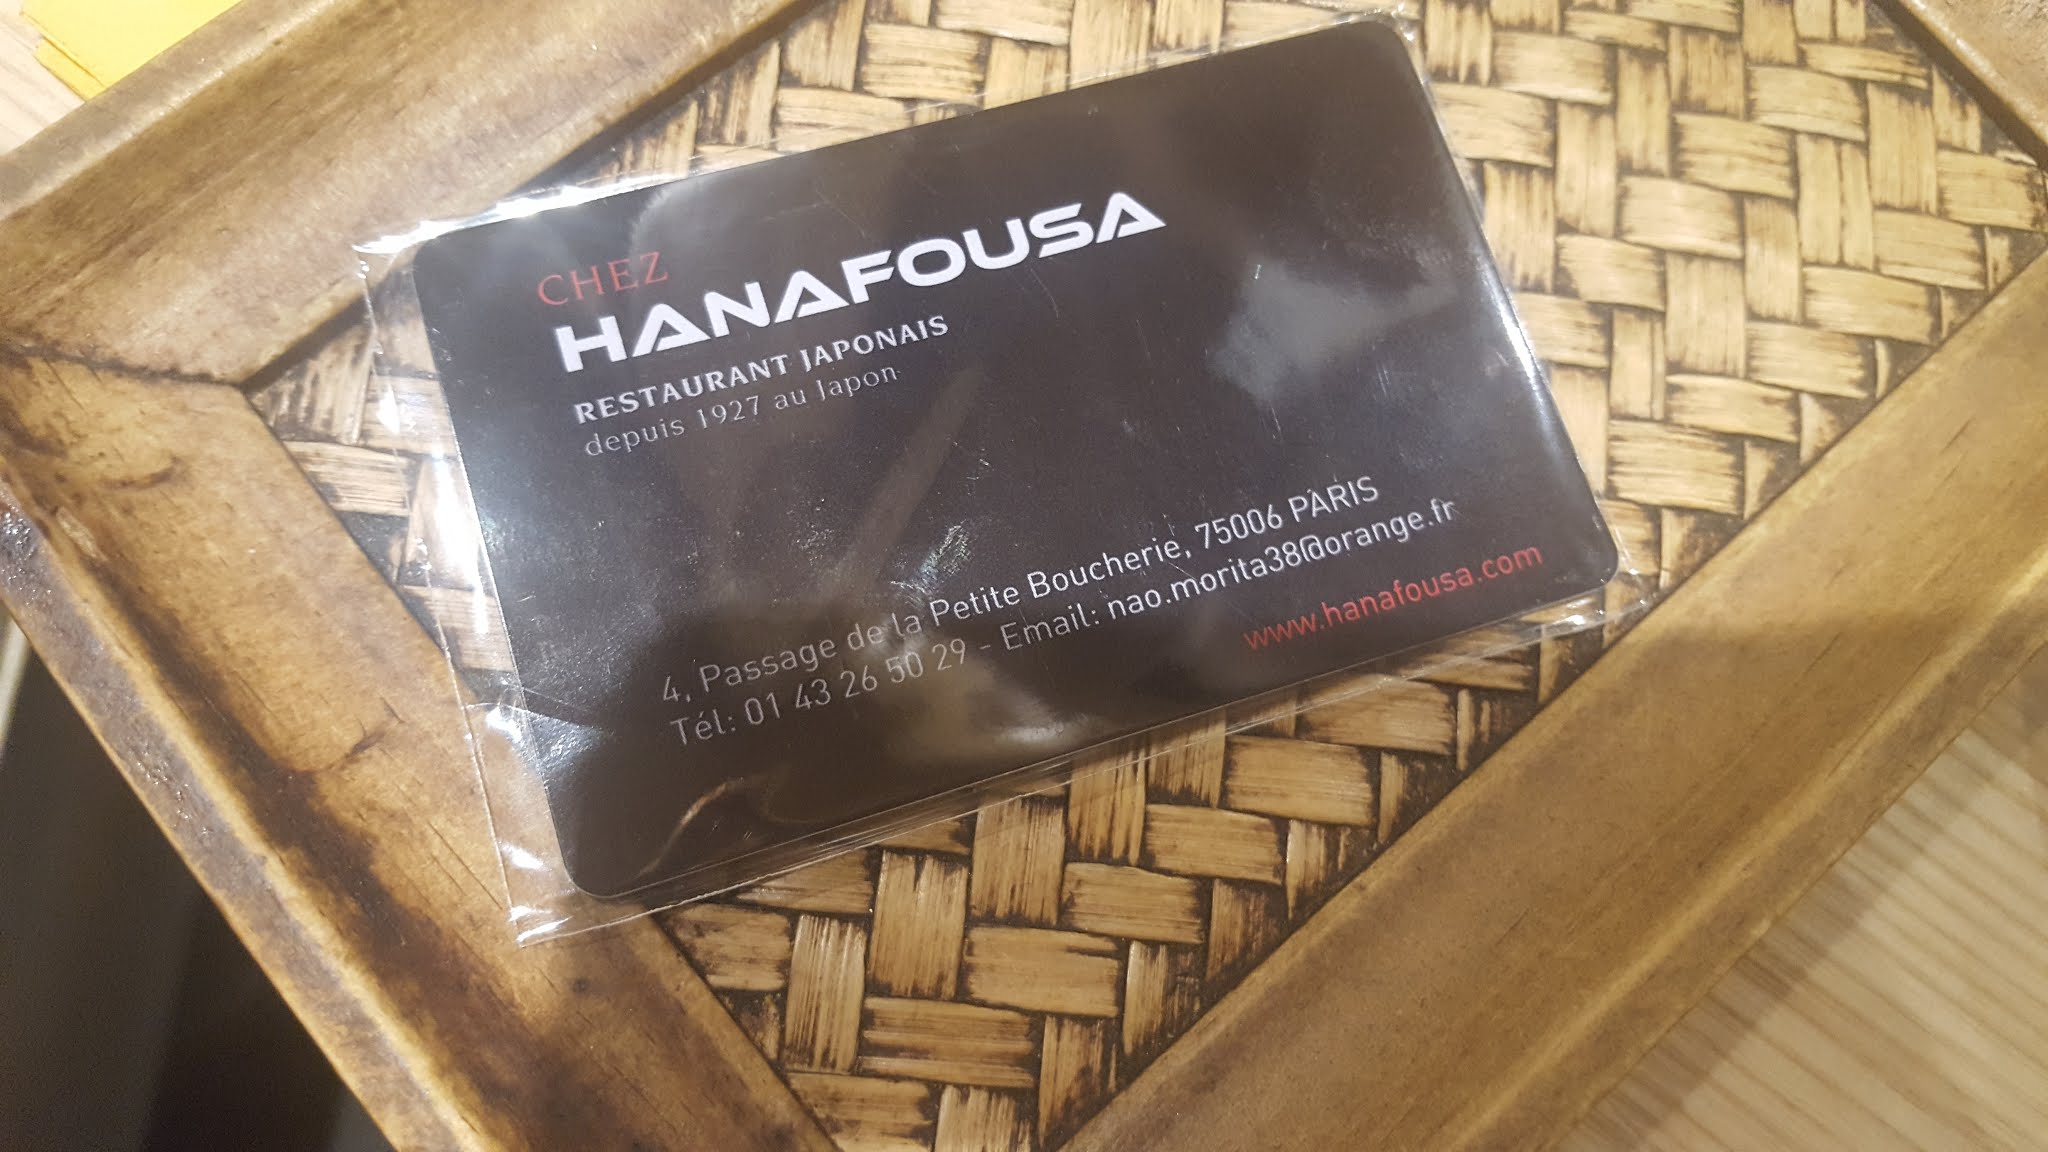 CHEZ
HANAFOUSA
RESTAURANT JAPONAIS
depuis 1927 au Japon
4, Passage de la Petite Boucherie, 75006 PARIS
Tél: 01 43 26 50 29 - Email: nao.morita38@orange.fr
www.hanafousa.com